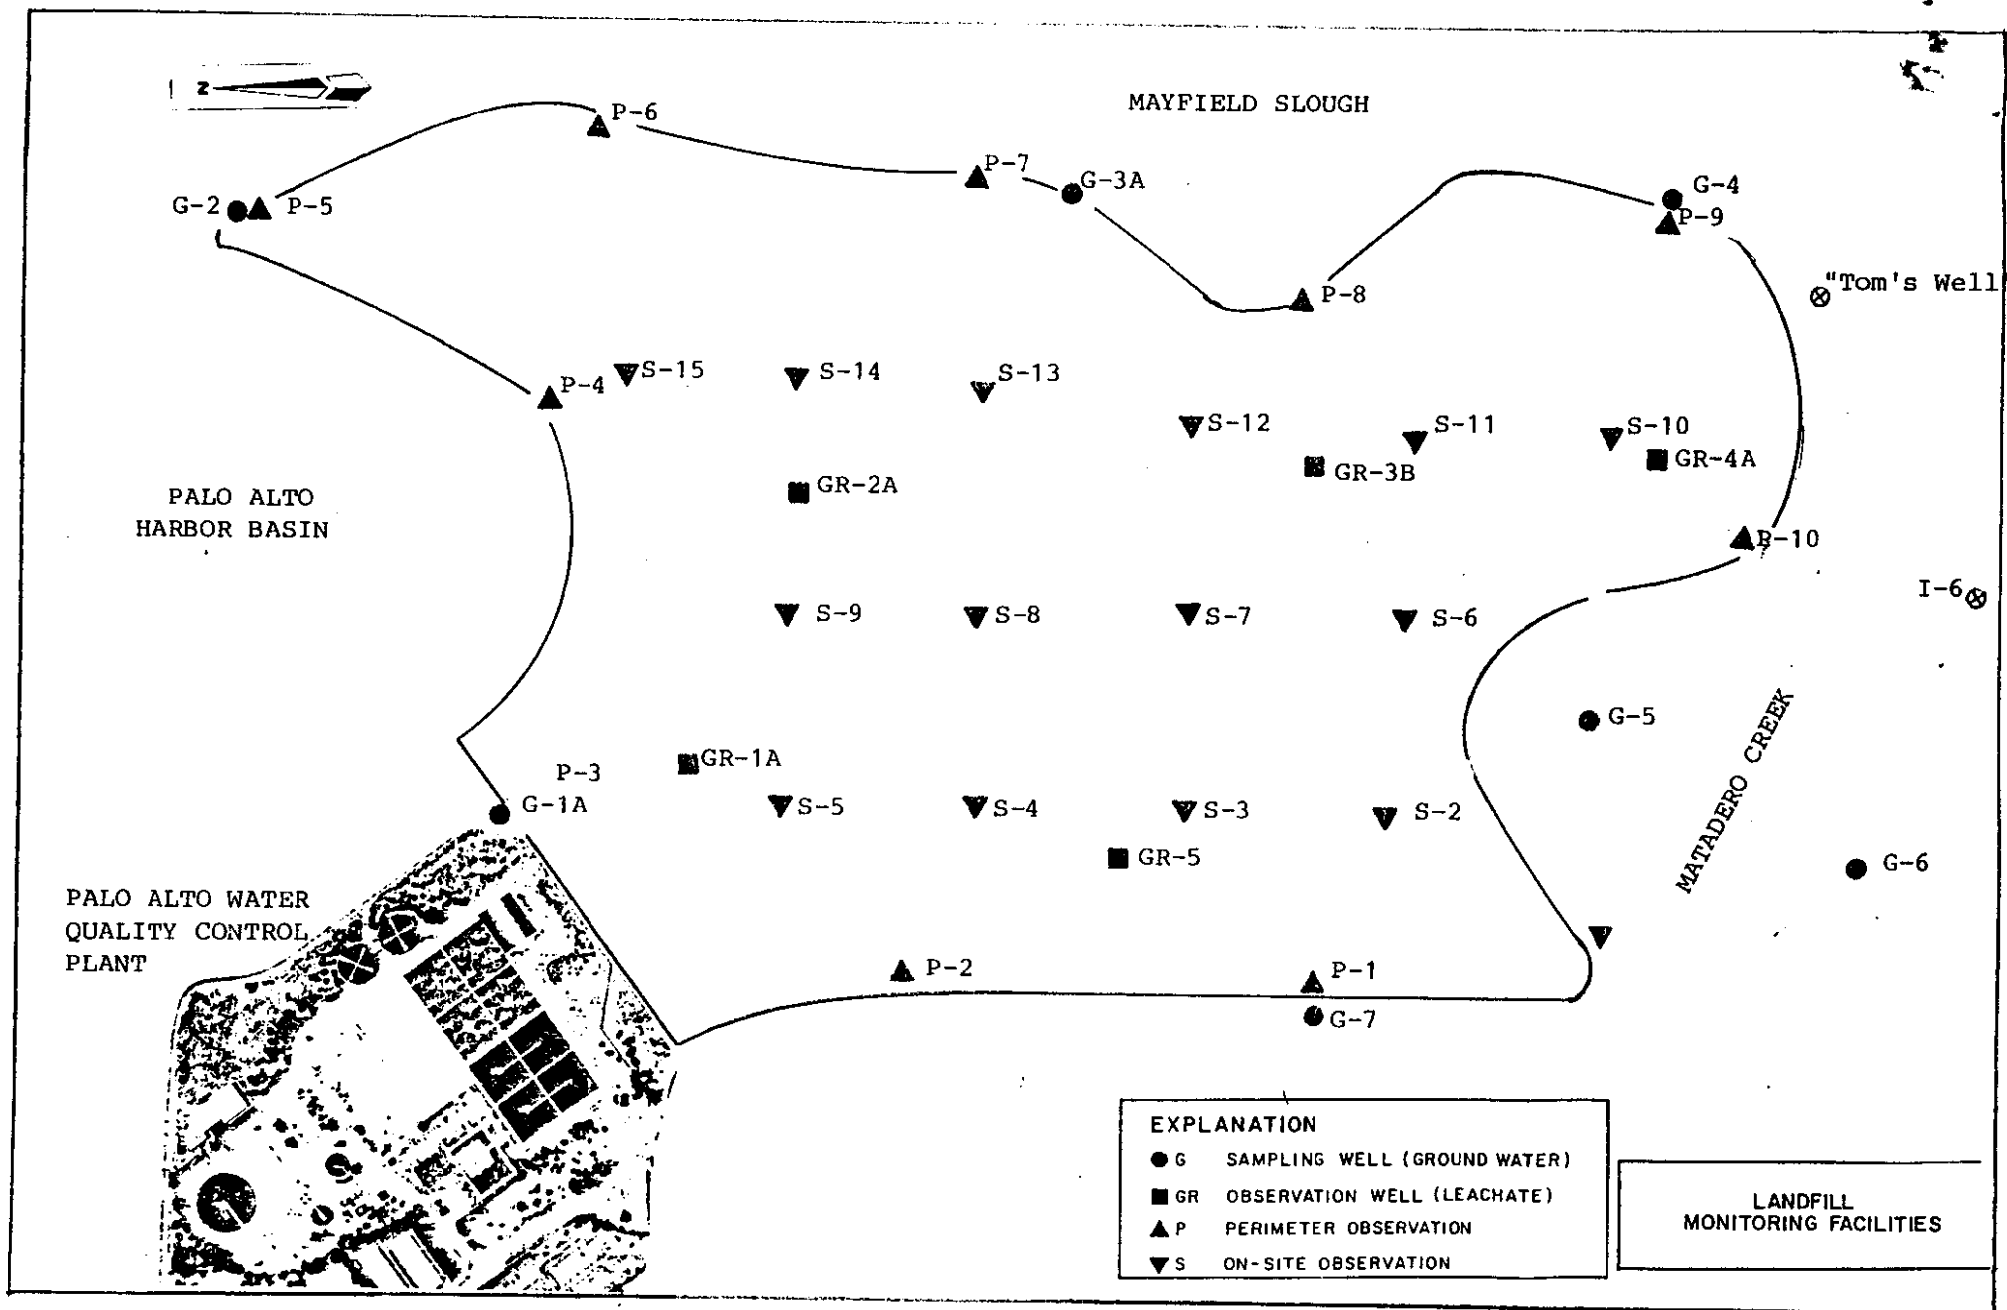 Z
MAYFIELD SLOUGH
P-6
P-7
G-3A
G-4
P-9
G-2
P-5
"Tom's Well
P-8
P-4
S-15
S-14
S-13
S-12
S-11
S-10
GR-2A
GR-3B
GR-4A
PALO ALTO
HARBOR BASIN
P-10
I-6
S-9
S-8
S-7
S-6
G-5
MATADERO CREEK
GR-1A
P-3
G-1A
S-5
S-4
S-3
S-2
GR-5
G-6
PALO ALTO WATER
QUALITY CONTROL
PLANT
P-2
P-1
G-7
EXPLANATION
G SAMPLING WELL (GROUND WATER)
GR OBSERVATION WELL (LEACHATE)
P PERIMETER OBSERVATION
S ON-SITE OBSERVATION
LANDFILL
MONITORING FACILITIES